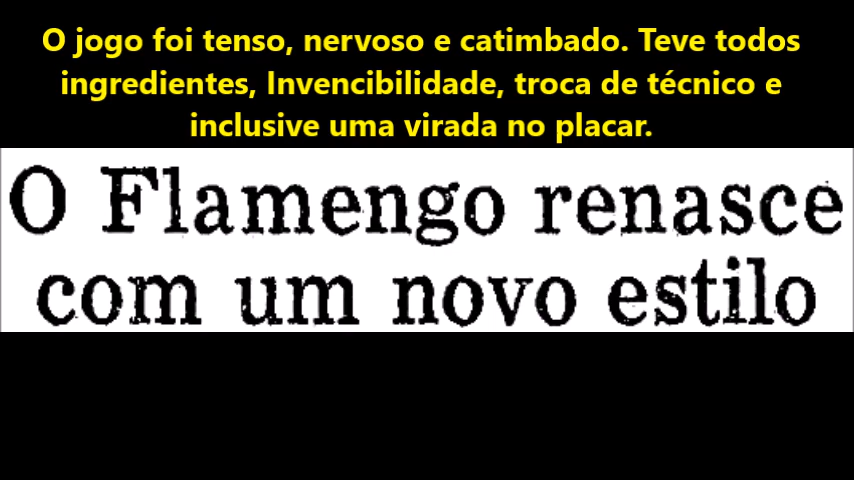 O jogo foi tenso, nervoso e catimbado. Teve todos
ingredientes, Invencibilidade, troca de técnico e
inclusive uma virada no placar.
O Flamengo renasce
com um novo estilo